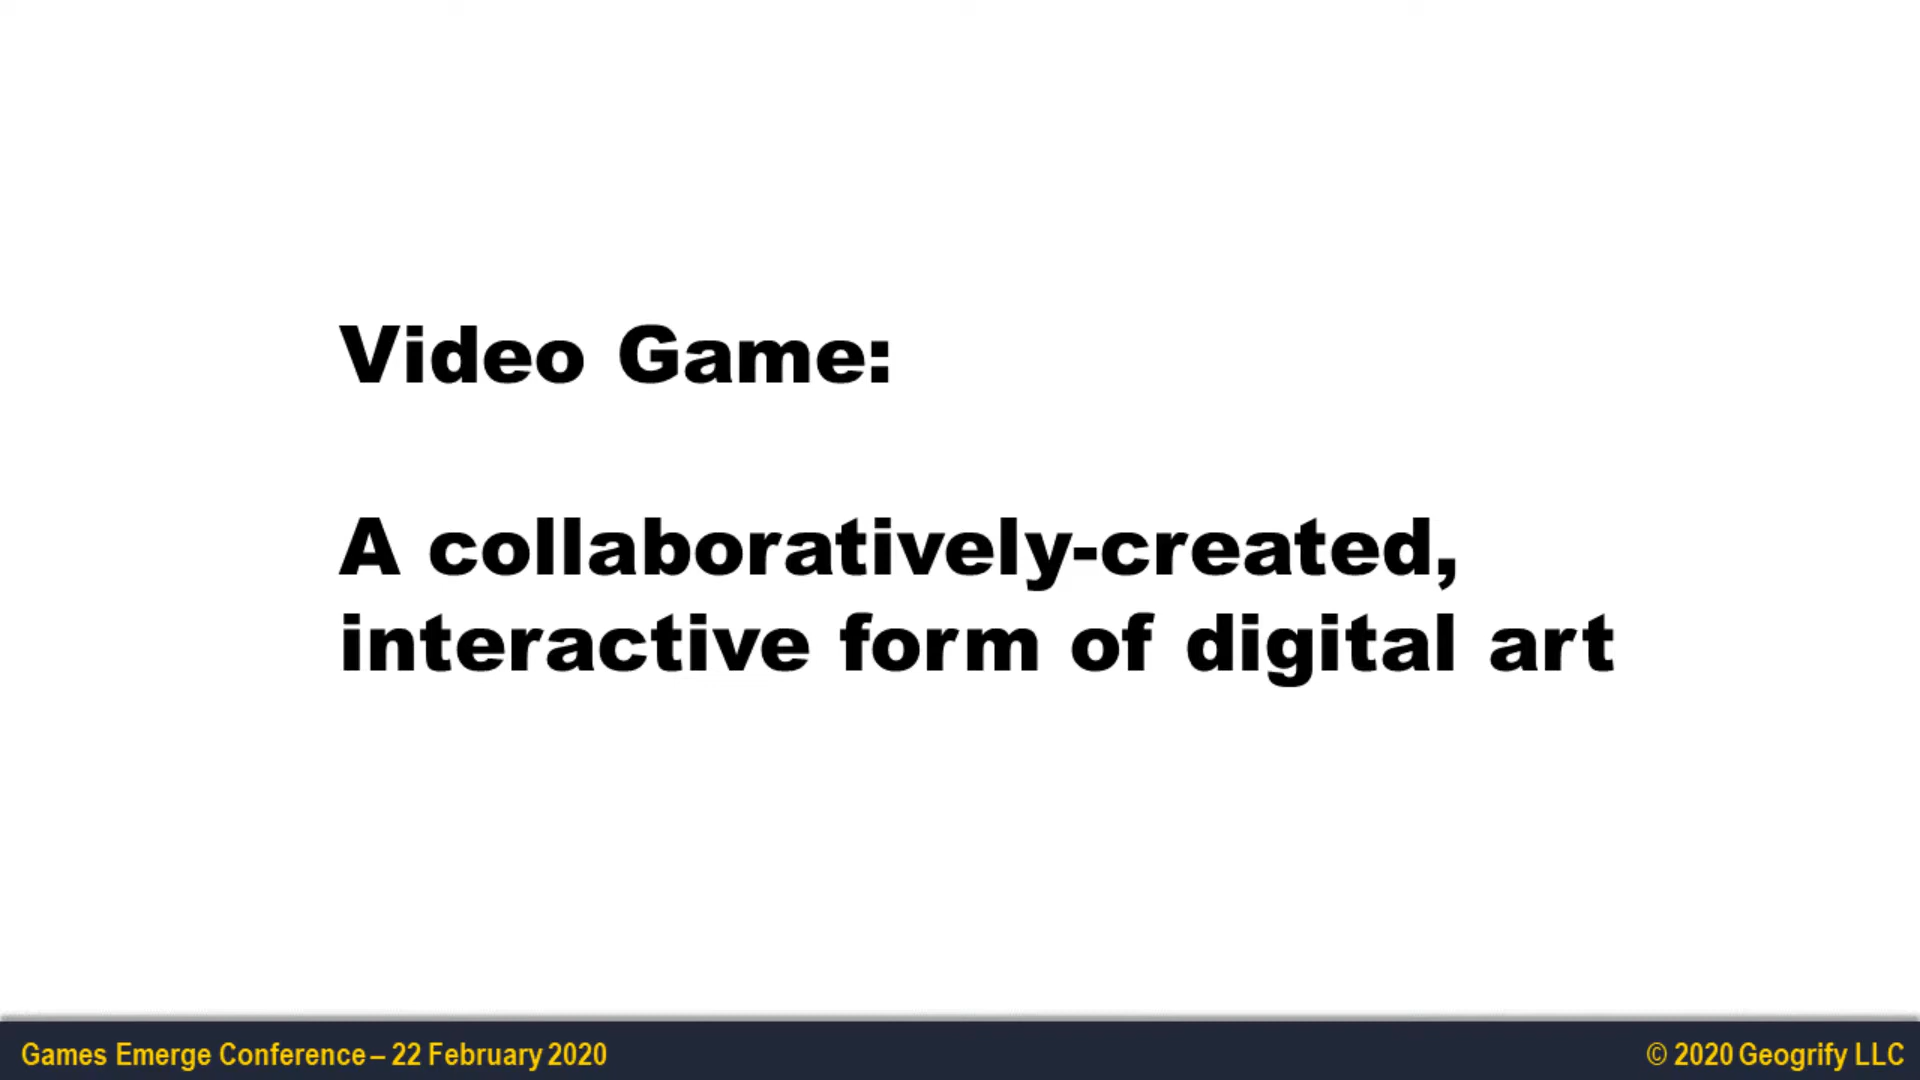 Video Game:
A collaboratively-created,
interactive form of digital art
Games Emerge Conference – 22 February 2020
© 2020 Geogrify LLC